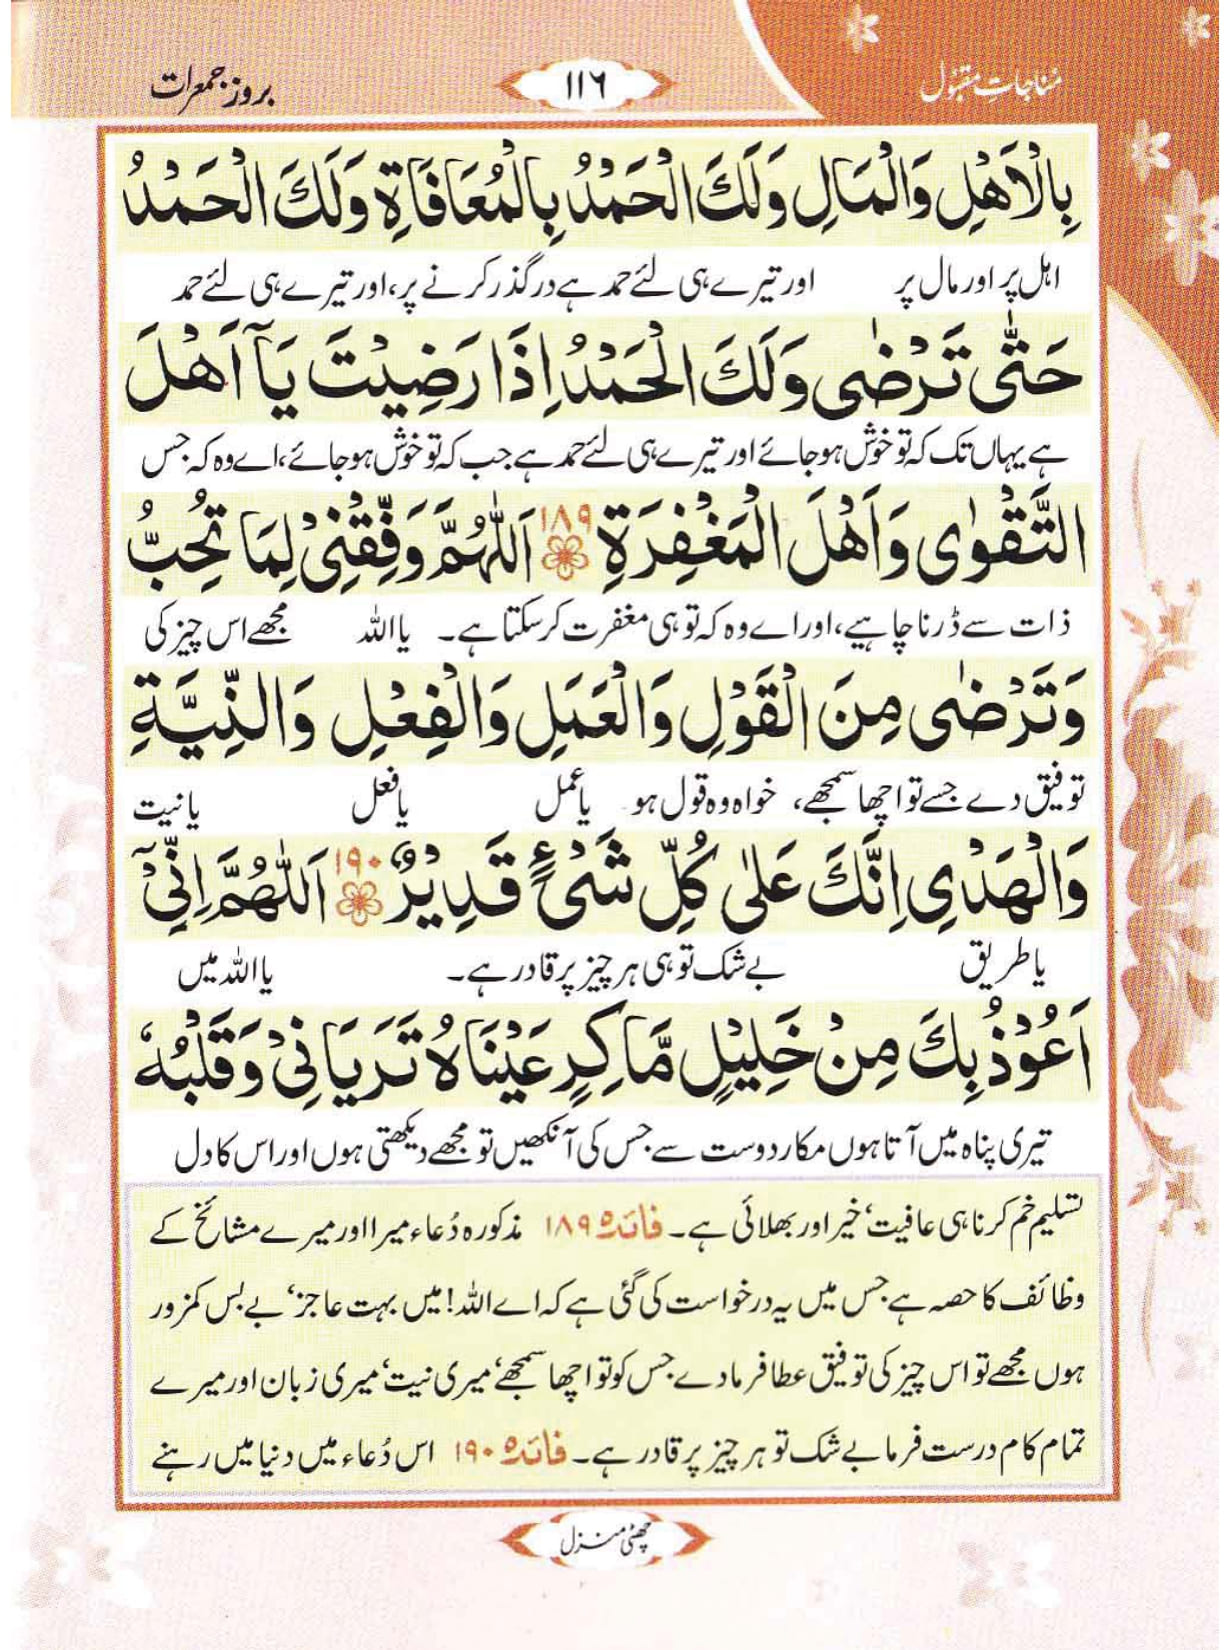 مناجاتِ مقبول
۱۱۶
بروز جمعرات
بِالْاَهْلِ وَالْمَالِ وَلَكَ الْحَمْدُ بِالْمُعَافَاةِ وَلَكَ الْحَمْدُ
اہل پر اور مال پر اور تیرے ہی لئے حمد ہے درگذر کرنے پر، اور تیرے ہی لئے حمد
حَتّٰى تَرْضٰى وَلَكَ الْحَمْدُ اِذَا رَضِيْتَ يَآ اَهْلَ
ہے یہاں تک کہ تو خوش ہو جائے اور تیرے ہی لئے حمد ہے جب کہ تو خوش ہو جائے، اے وہ کہ جس
التَّقْوٰى وَاَهْلَ الْمَغْفِرَةِ ۱۸۹ اَللّٰهُمَّ وَفِّقْنِيْ لِمَا تُحِبُّ
ذات سے ڈرنا چاہیے، اور اے وہ کہ تو ہی مغفرت کر سکتا ہے۔ یا اللہ مجھے اس چیز کی
وَتَرْضٰى مِنَ الْقَوْلِ وَالْعَمَلِ وَالْفِعْلِ وَالنِّيَّةِ
توفیق دے جسے تو اچھا سمجھے، خواہ وہ قول ہو یا عمل یا فعل یا نیت
وَالْهَدْيِ اِنَّكَ عَلٰى كُلِّ شَيْءٍ قَدِيْرٌ ۱۹۰ اَللّٰهُمَّ اِنِّيْٓ
یا طریق بے شک تو ہی ہر چیز پر قادر ہے۔ یا اللہ میں
اَعُوْذُ بِكَ مِنْ خَلِيْلٍ مَّاكِرٍ عَيْنَاهُ تَرَيَانِيْ وَقَلْبُهٗ
تیری پناہ میں آتا ہوں مکار دوست سے جس کی آنکھیں تو مجھے دیکھتی ہوں اور اس کا دل
تسلیم خم کرنا ہی عافیت‘ خیر اور بھلائی ہے۔ فائدہ ۱۸۹ مذکورہ دُعاء میرا اور میرے مشائخ کے
وظائف کا حصہ ہے جس میں یہ درخواست کی گئی ہے کہ اے اللہ! میں بہت عاجز‘ بے بس کمزور
ہوں مجھے تو اس چیز کی توفیق عطا فرما دے جس کو تو اچھا سمجھے‘ میری نیت‘ میری زبان اور میرے
تمام کام درست فرما بے شک تو ہر چیز پر قادر ہے۔ فائدہ ۱۹۰ اس دُعاء میں دنیا میں رہنے
چھٹی منزل